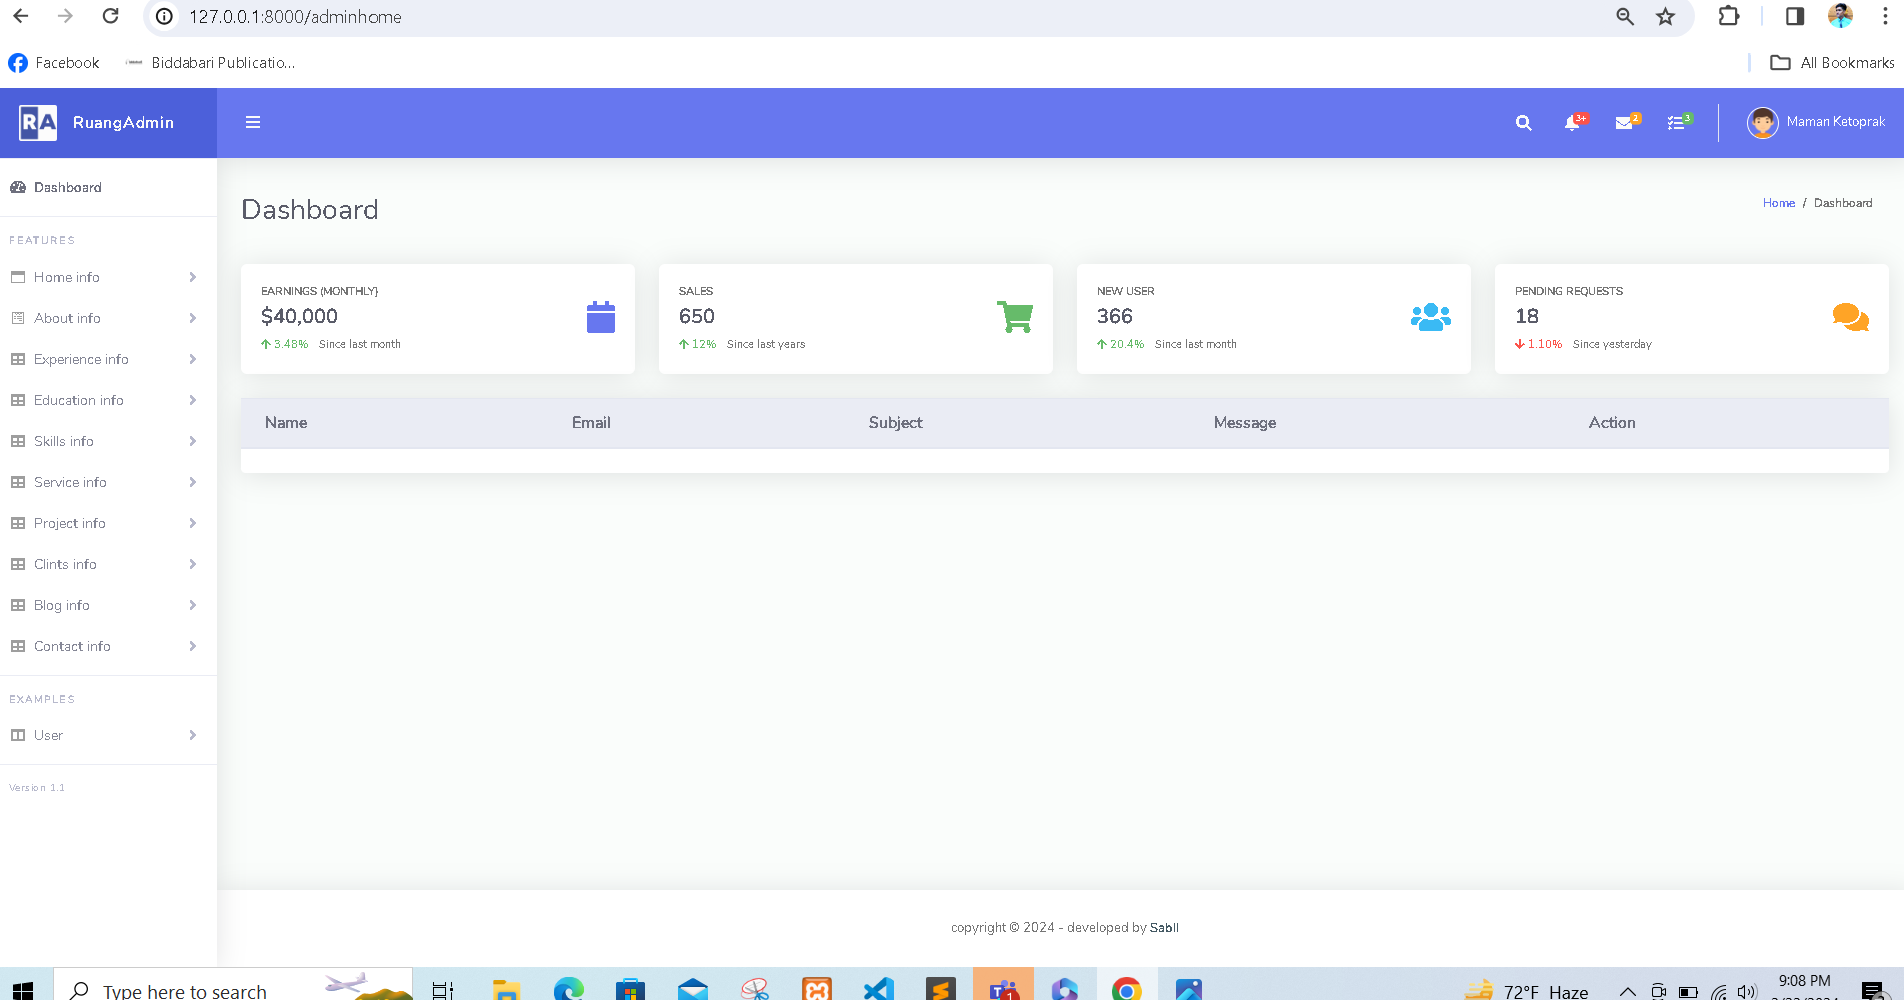 127.0.0.1:8000/adminhome
Facebook
Biddabari Publicatio...
All Bookmarks
RA
RuangAdmin
3+
2
3
Maman Ketoprak
Dashboard
FEATURES
Home info
About info
Experience info
Education info
Skills info
Service info
Project info
Clints info
Blog info
Contact info
EXAMPLES
User
Version 1.1
Dashboard
Home / Dashboard
EARNINGS (MONTHLY)
$40,000
3.48% Since last month
SALES
650
12% Since last years
NEW USER
366
20.4% Since last month
PENDING REQUESTS
18
1.10% Since yesterday
Name Email Subject Message Action
copyright © 2024 - developed by Sabll
Type here to search
1
72°F Haze
9:08 PM